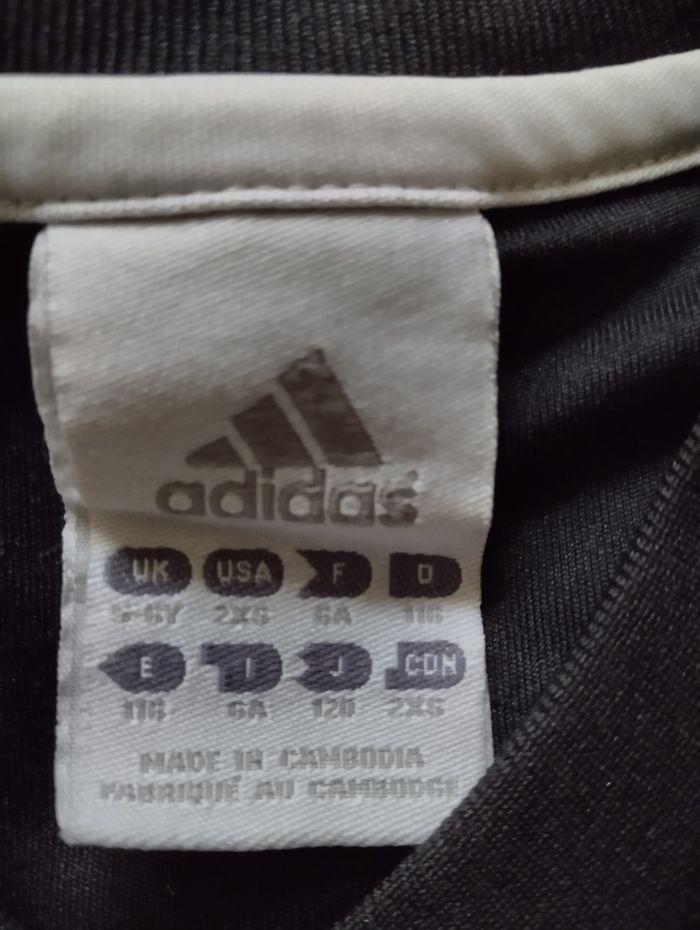 adidas
UK USA F D
5-6Y 2XS 6A 116
E I J CDN
116 6A 120 2XS
MADE IN CAMBODIA
FABRIQUÉ AU CAMBODGE